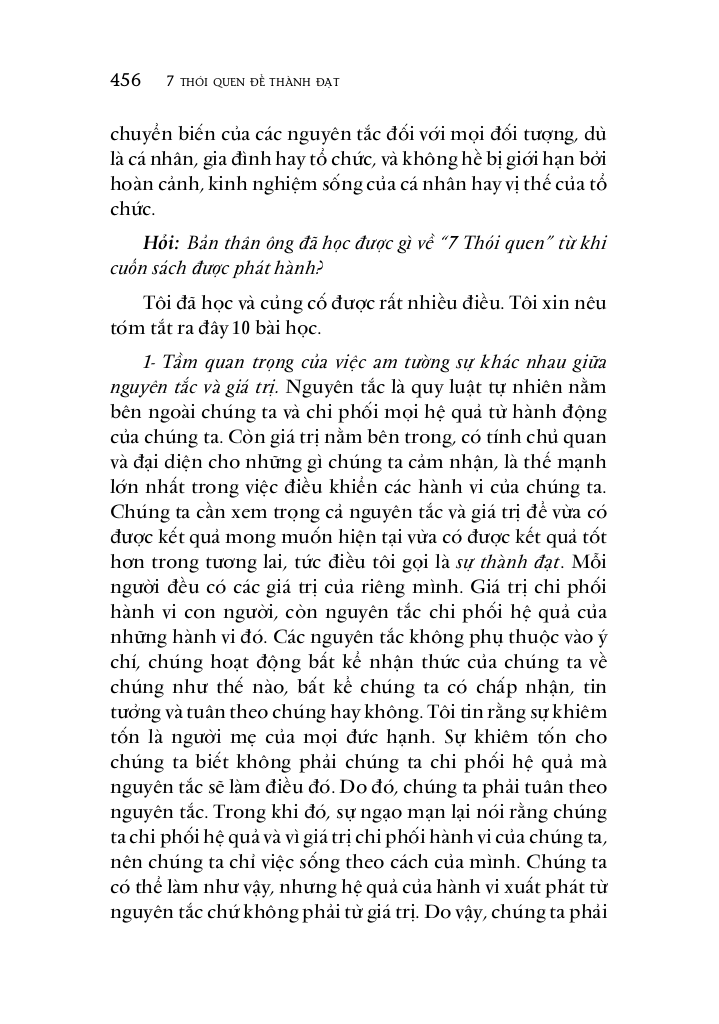 456 7 THÓI QUEN ĐỂ THÀNH ĐẠT
chuyển biến của các nguyên tắc đối với mọi đối tượng, dù
là cá nhân, gia đình hay tổ chức, và không hề bị giới hạn bởi
hoàn cảnh, kinh nghiệm sống của cá nhân hay vị thế của tổ
chức.
Hỏi: Bản thân ông đã học được gì về “7 Thói quen” từ khi
cuốn sách được phát hành?
Tôi đã học và củng cố được rất nhiều điều. Tôi xin nêu
tóm tắt ra đây 10 bài học.
1- Tầm quan trọng của việc am tường sự khác nhau giữa
nguyên tắc và giá trị. Nguyên tắc là quy luật tự nhiên nằm
bên ngoài chúng ta và chi phối mọi hệ quả từ hành động
của chúng ta. Còn giá trị nằm bên trong, có tính chủ quan
và đại diện cho những gì chúng ta cảm nhận, là thế mạnh
lớn nhất trong việc điều khiển các hành vi của chúng ta.
Chúng ta cần xem trọng cả nguyên tắc và giá trị để vừa có
được kết quả mong muốn hiện tại vừa có được kết quả tốt
hơn trong tương lai, tức điều tôi gọi là sự thành đạt. Mỗi
người đều có các giá trị của riêng mình. Giá trị chi phối
hành vi con người, còn nguyên tắc chi phối hệ quả của
những hành vi đó. Các nguyên tắc không phụ thuộc vào ý
chí, chúng hoạt động bất kể nhận thức của chúng ta về
chúng như thế nào, bất kể chúng ta có chấp nhận, tin
tưởng và tuân theo chúng hay không. Tôi tin rằng sự khiêm
tốn là người mẹ của mọi đức hạnh. Sự khiêm tốn cho
chúng ta biết không phải chúng ta chi phối hệ quả mà
nguyên tắc sẽ làm điều đó. Do đó, chúng ta phải tuân theo
nguyên tắc. Trong khi đó, sự ngạo mạn lại nói rằng chúng
ta chi phối hệ quả và vì giá trị chi phối hành vi của chúng ta,
nên chúng ta chỉ việc sống theo cách của mình. Chúng ta
có thể làm như vậy, nhưng hệ quả của hành vi xuất phát từ
nguyên tắc chứ không phải từ giá trị. Do vậy, chúng ta phải